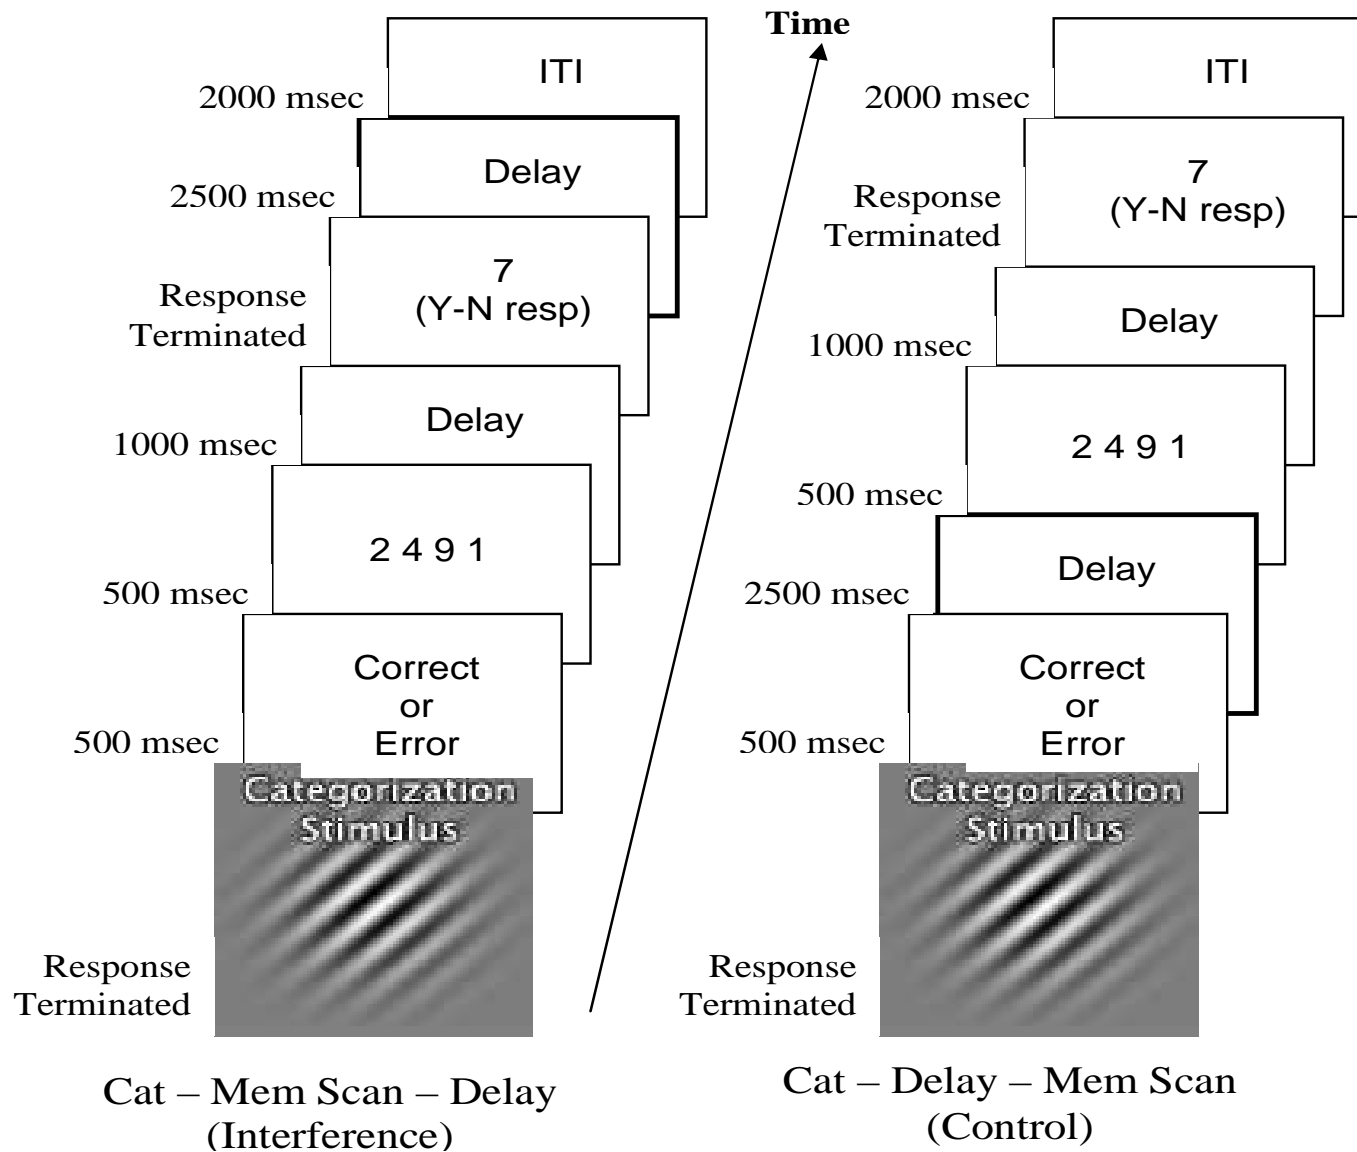 Time
ITI
2000 msec
Delay
2500 msec
7
(Y-N resp)
Response
Terminated
Delay
1000 msec
2 4 9 1
500 msec
Correct
or
Error
500 msec
Categorization
Stimulus
Response
Terminated
Cat – Mem Scan – Delay
(Interference)
ITI
2000 msec
7
(Y-N resp)
Response
Terminated
Delay
1000 msec
2 4 9 1
500 msec
Delay
2500 msec
Correct
or
Error
500 msec
Categorization
Stimulus
Response
Terminated
Cat – Delay – Mem Scan
(Control)